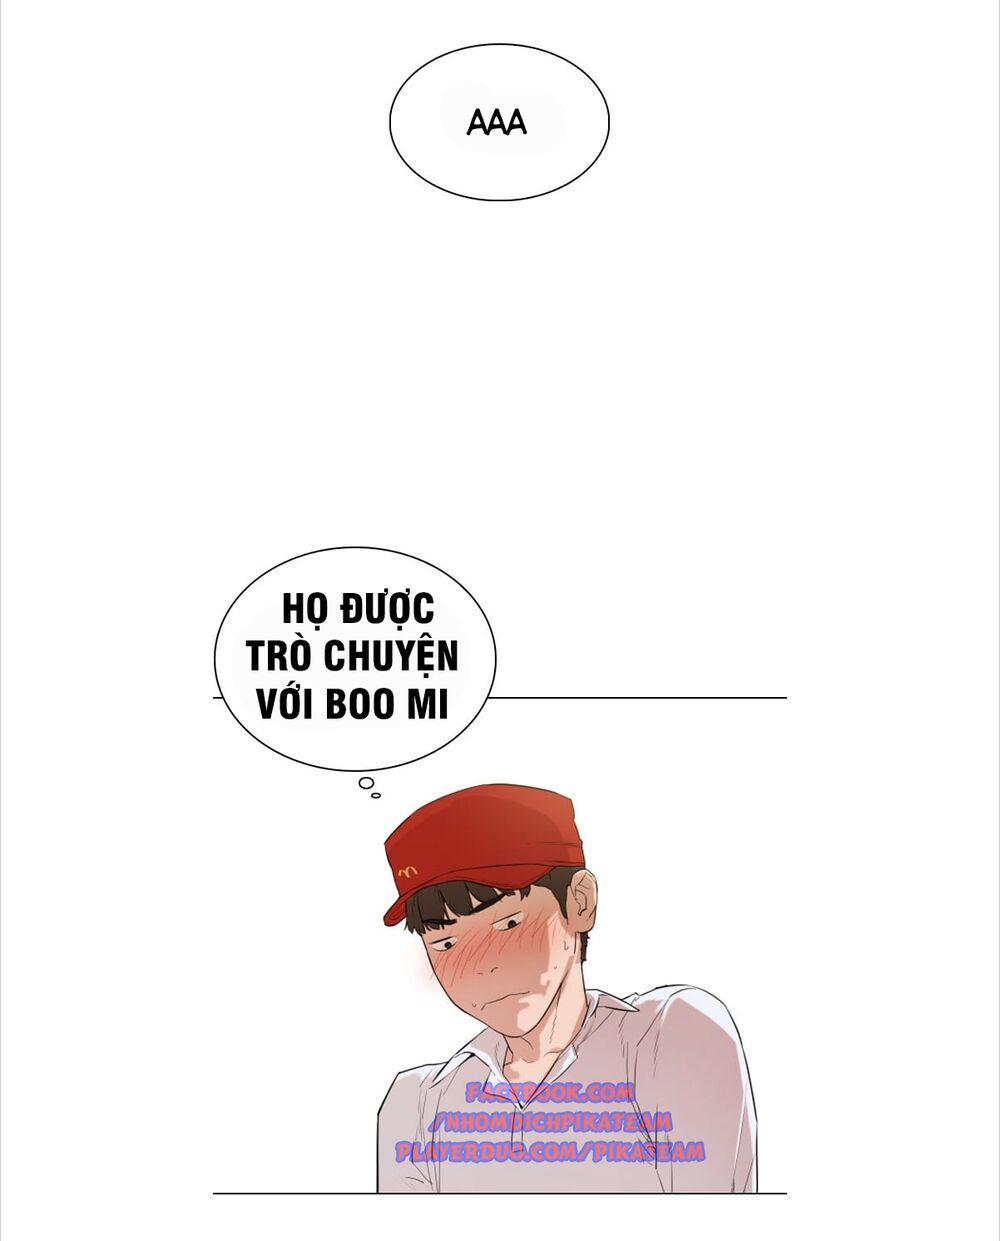 AAA
HỌ ĐƯỢC
TRÒ CHUYỆN
VỚI BOO MI
FACEBOOK.COM
/NHOMDICHPIKATEAM
PLAYERDUO.COM/PIKATEAM